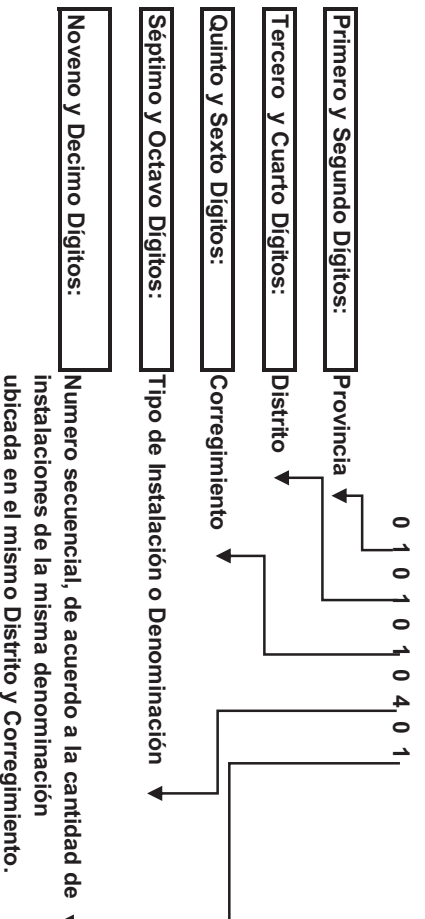 0 1 0 1 0 1 0 4 0 1
Primero y Segundo Dígitos: Provincia
Tercero y Cuarto Dígitos: Distrito
Quinto y Sexto Dígitos: Corregimiento
Séptimo y Octavo Dígitos: Tipo de Instalación o Denominación
Noveno y Decimo Dígitos: Numero secuencial, de acuerdo a la cantidad de
instalaciones de la misma denominación
ubicada en el mismo Distrito y Corregimiento.